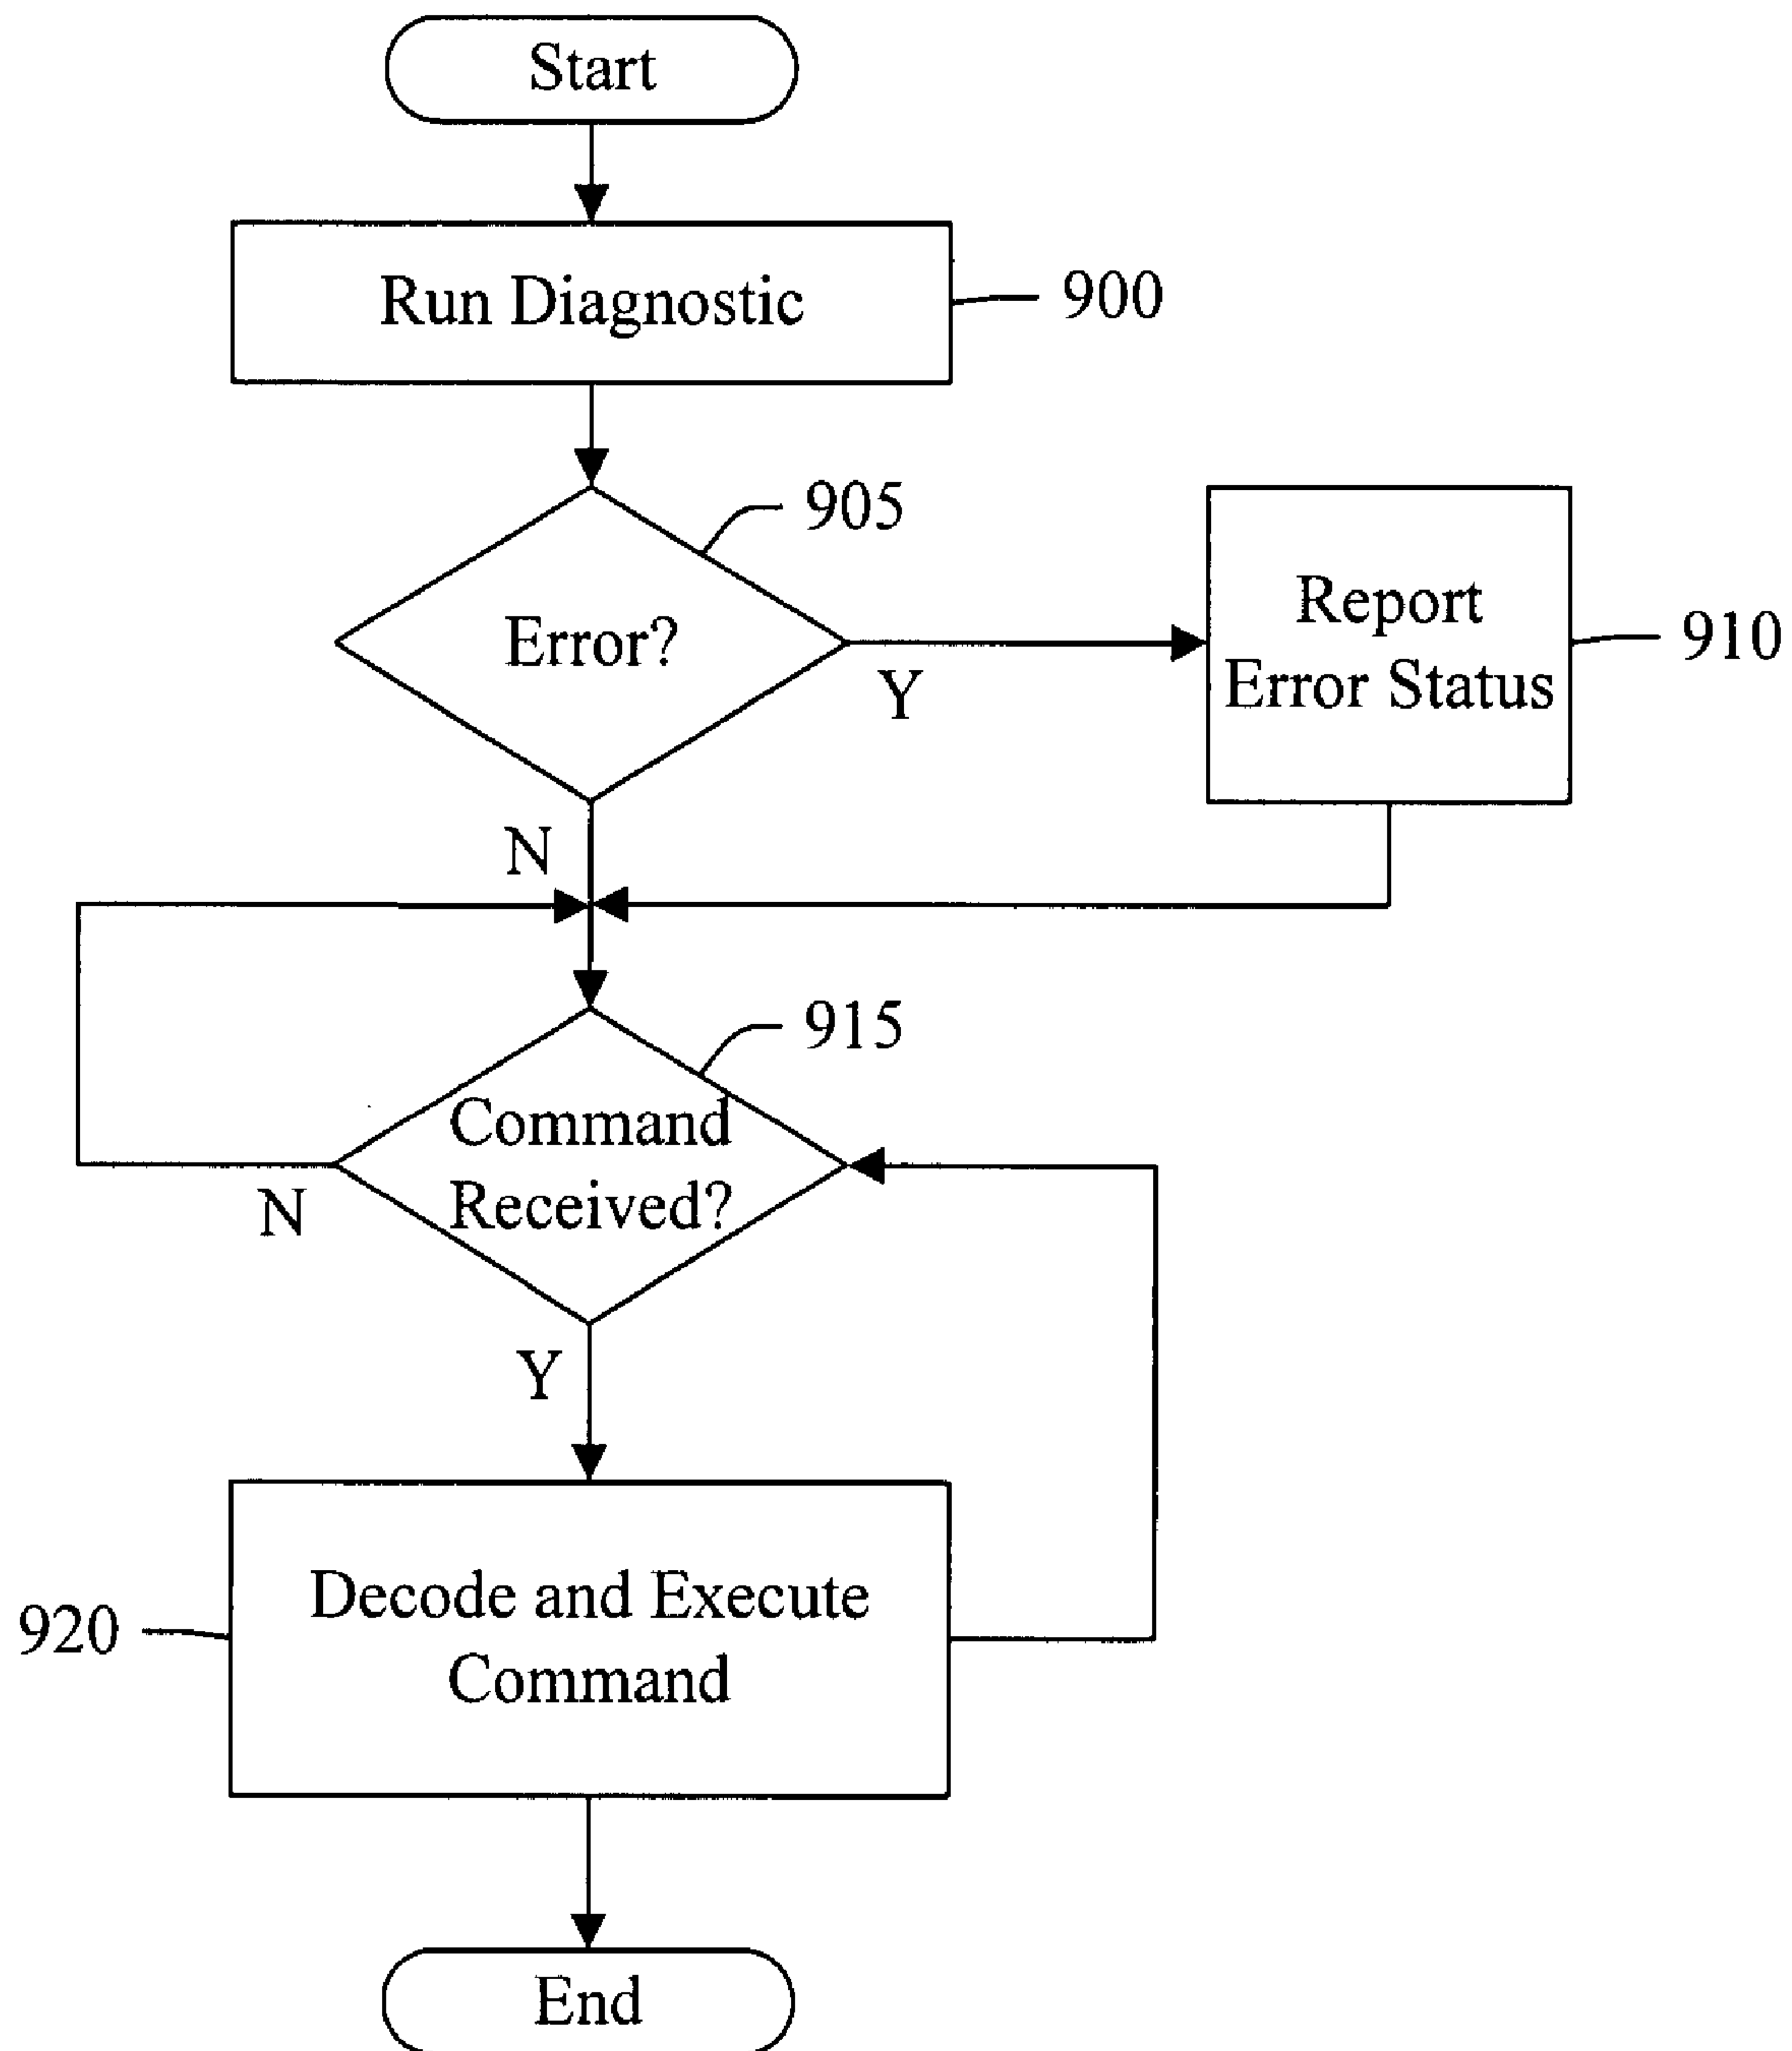 Start
Run Diagnostic
900
905
Error?
Y
Report
Error Status
910
N
915
Command
Received?
N
Y
Decode and Execute
Command
920
End